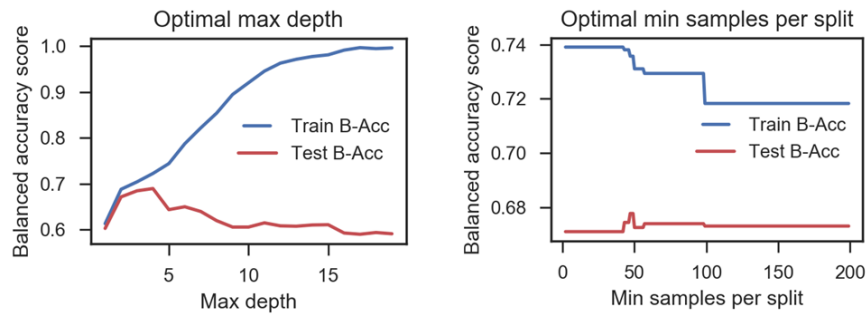 Optimal max depth
Balanced accuracy score
1.0
0.9
0.8
0.7
0.6
Train B-Acc
Test B-Acc
5
10
15
Max depth
Optimal min samples per split
Balanced accuracy score
0.74
0.72
0.70
0.68
Train B-Acc
Test B-Acc
0
50
100
150
200
Min samples per split